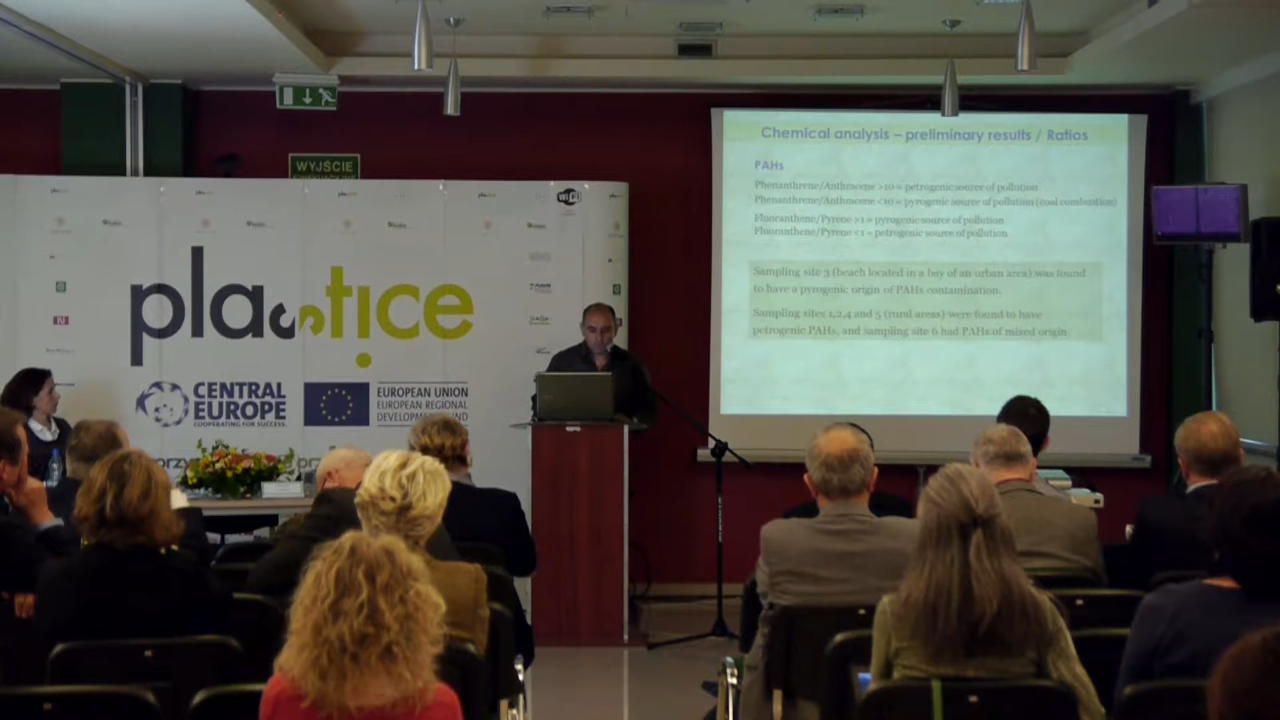 WYJŚCIE
WiFi
plastice
CENTRAL
EUROPE
COOPERATING FOR SUCCESS.
EUROPEAN UNION
EUROPEAN REGIONAL
DEVELOPMENT FUND
Chemical analysis – preliminary results / Ratios
PAHs
Phenanthrene/Anthracene >10 = petrogenic source of pollution
Phenanthrene/Anthracene <10 = pyrogenic source of pollution (coal combustion)
Fluoranthene/Pyrene >1 = pyrogenic source of pollution
Fluoranthene/Pyrene <1 = petrogenic source of pollution
Sampling site 3 (beach located in a bay of an urban area) was found
to have a pyrogenic origin of PAHs contamination.
Sampling sites 1,2,4 and 5 (rural areas) were found to have
petrogenic PAHs, and sampling site 6 had PAHs of mixed origin